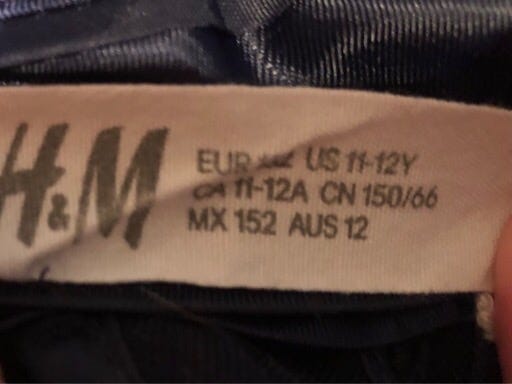 H&M
EUR US 11-12Y
CA 11-12A CN 150/66
MX 152 AUS 12